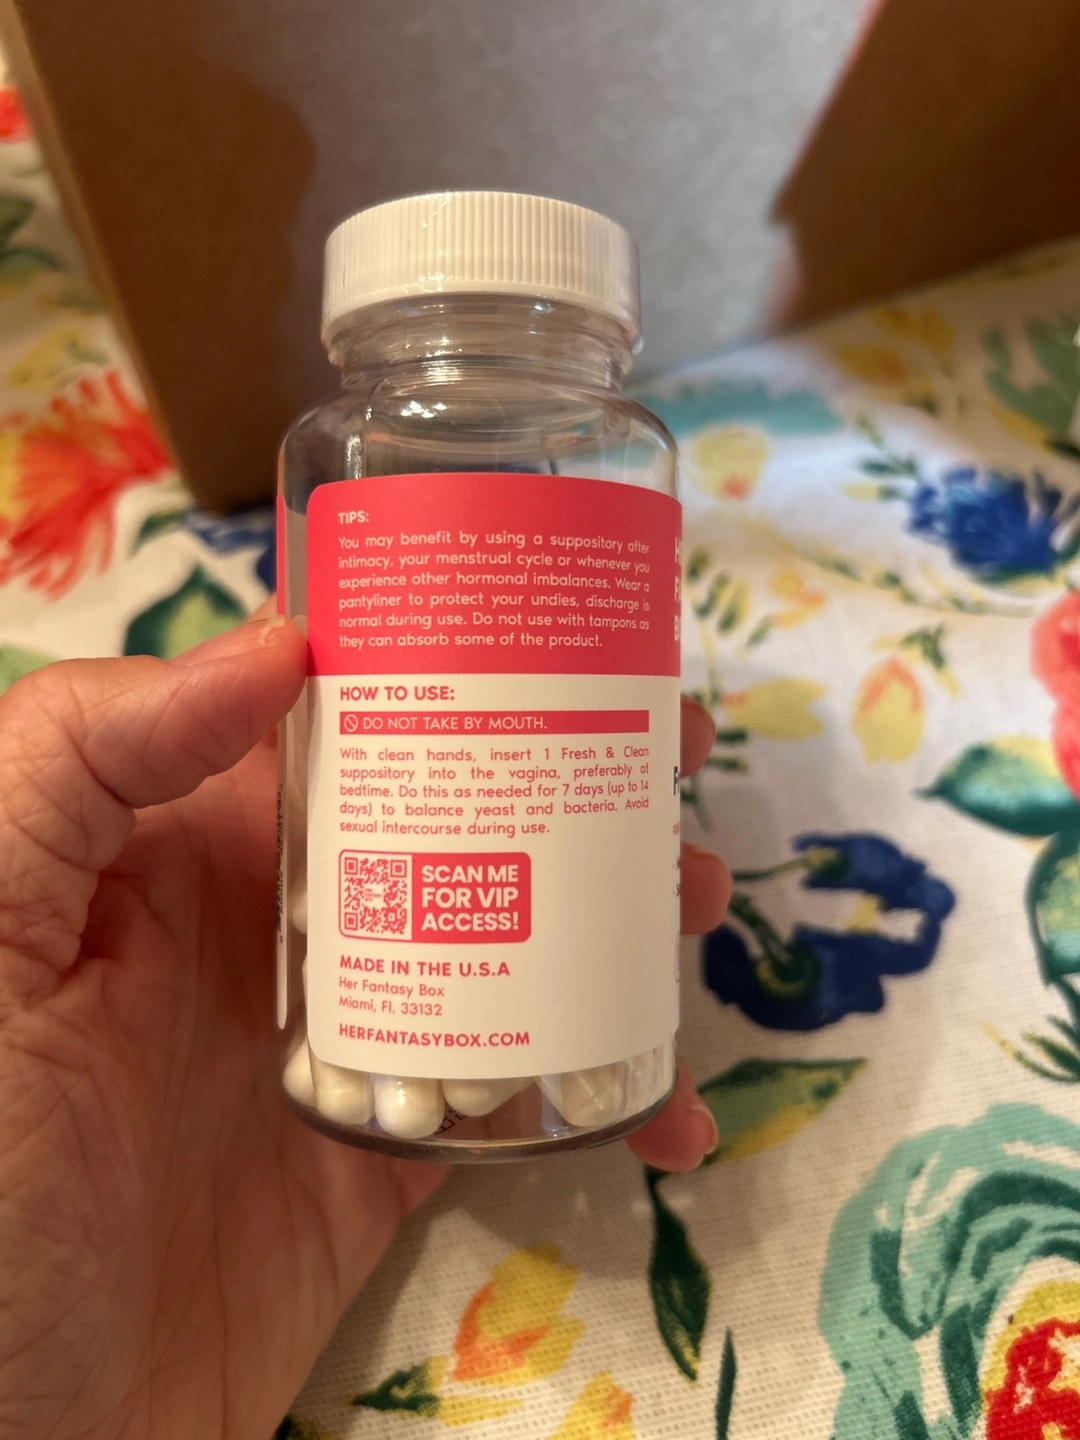 TIPS:
You may benefit by using a suppository after
intimacy, your menstrual cycle or whenever you
experience other hormonal imbalances. Wear a
pantyliner to protect your undies, discharge is
normal during use. Do not use with tampons as
they can absorb some of the product.
HOW TO USE:
DO NOT TAKE BY MOUTH.
With clean hands, insert 1 Fresh & Clean
suppository into the vagina, preferably at
bedtime. Do this as needed for 7 days (up to 14
days) to balance yeast and bacteria. Avoid
sexual intercourse during use.
SCAN ME
FOR VIP
ACCESS!
MADE IN THE U.S.A
Her Fantasy Box
Miami, Fl. 33132
HERFANTASYBOX.COM